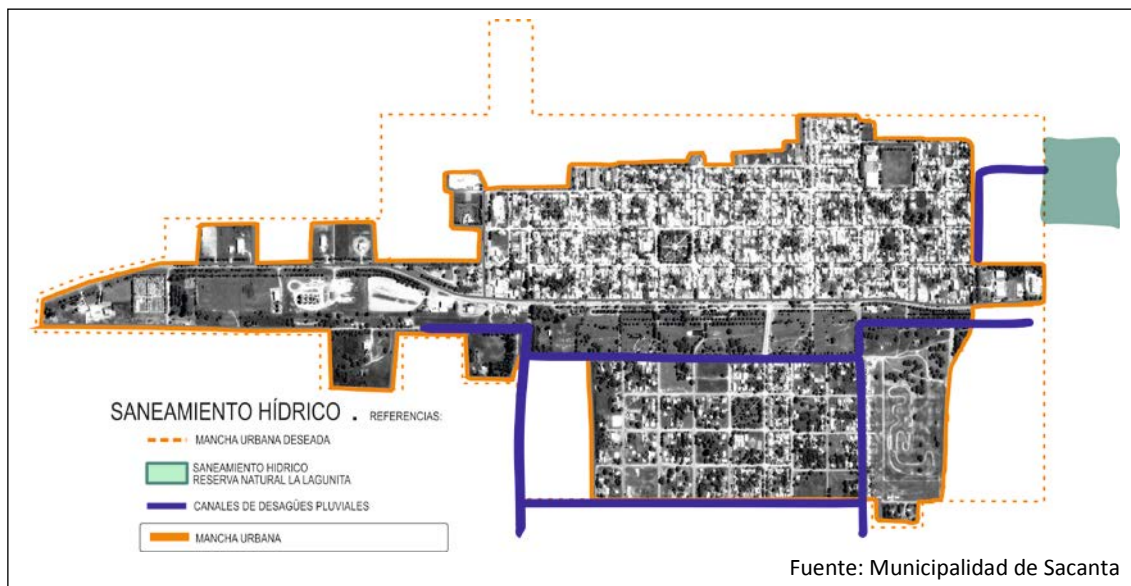 SANEAMIENTO HÍDRICO . REFERENCIAS:
MANCHA URBANA DESEADA
SANEAMIENTO HIDRICO
RESERVA NATURAL LA LAGUNITA
CANALES DE DESAGÜES PLUVIALES
MANCHA URBANA
Fuente: Municipalidad de Sacanta